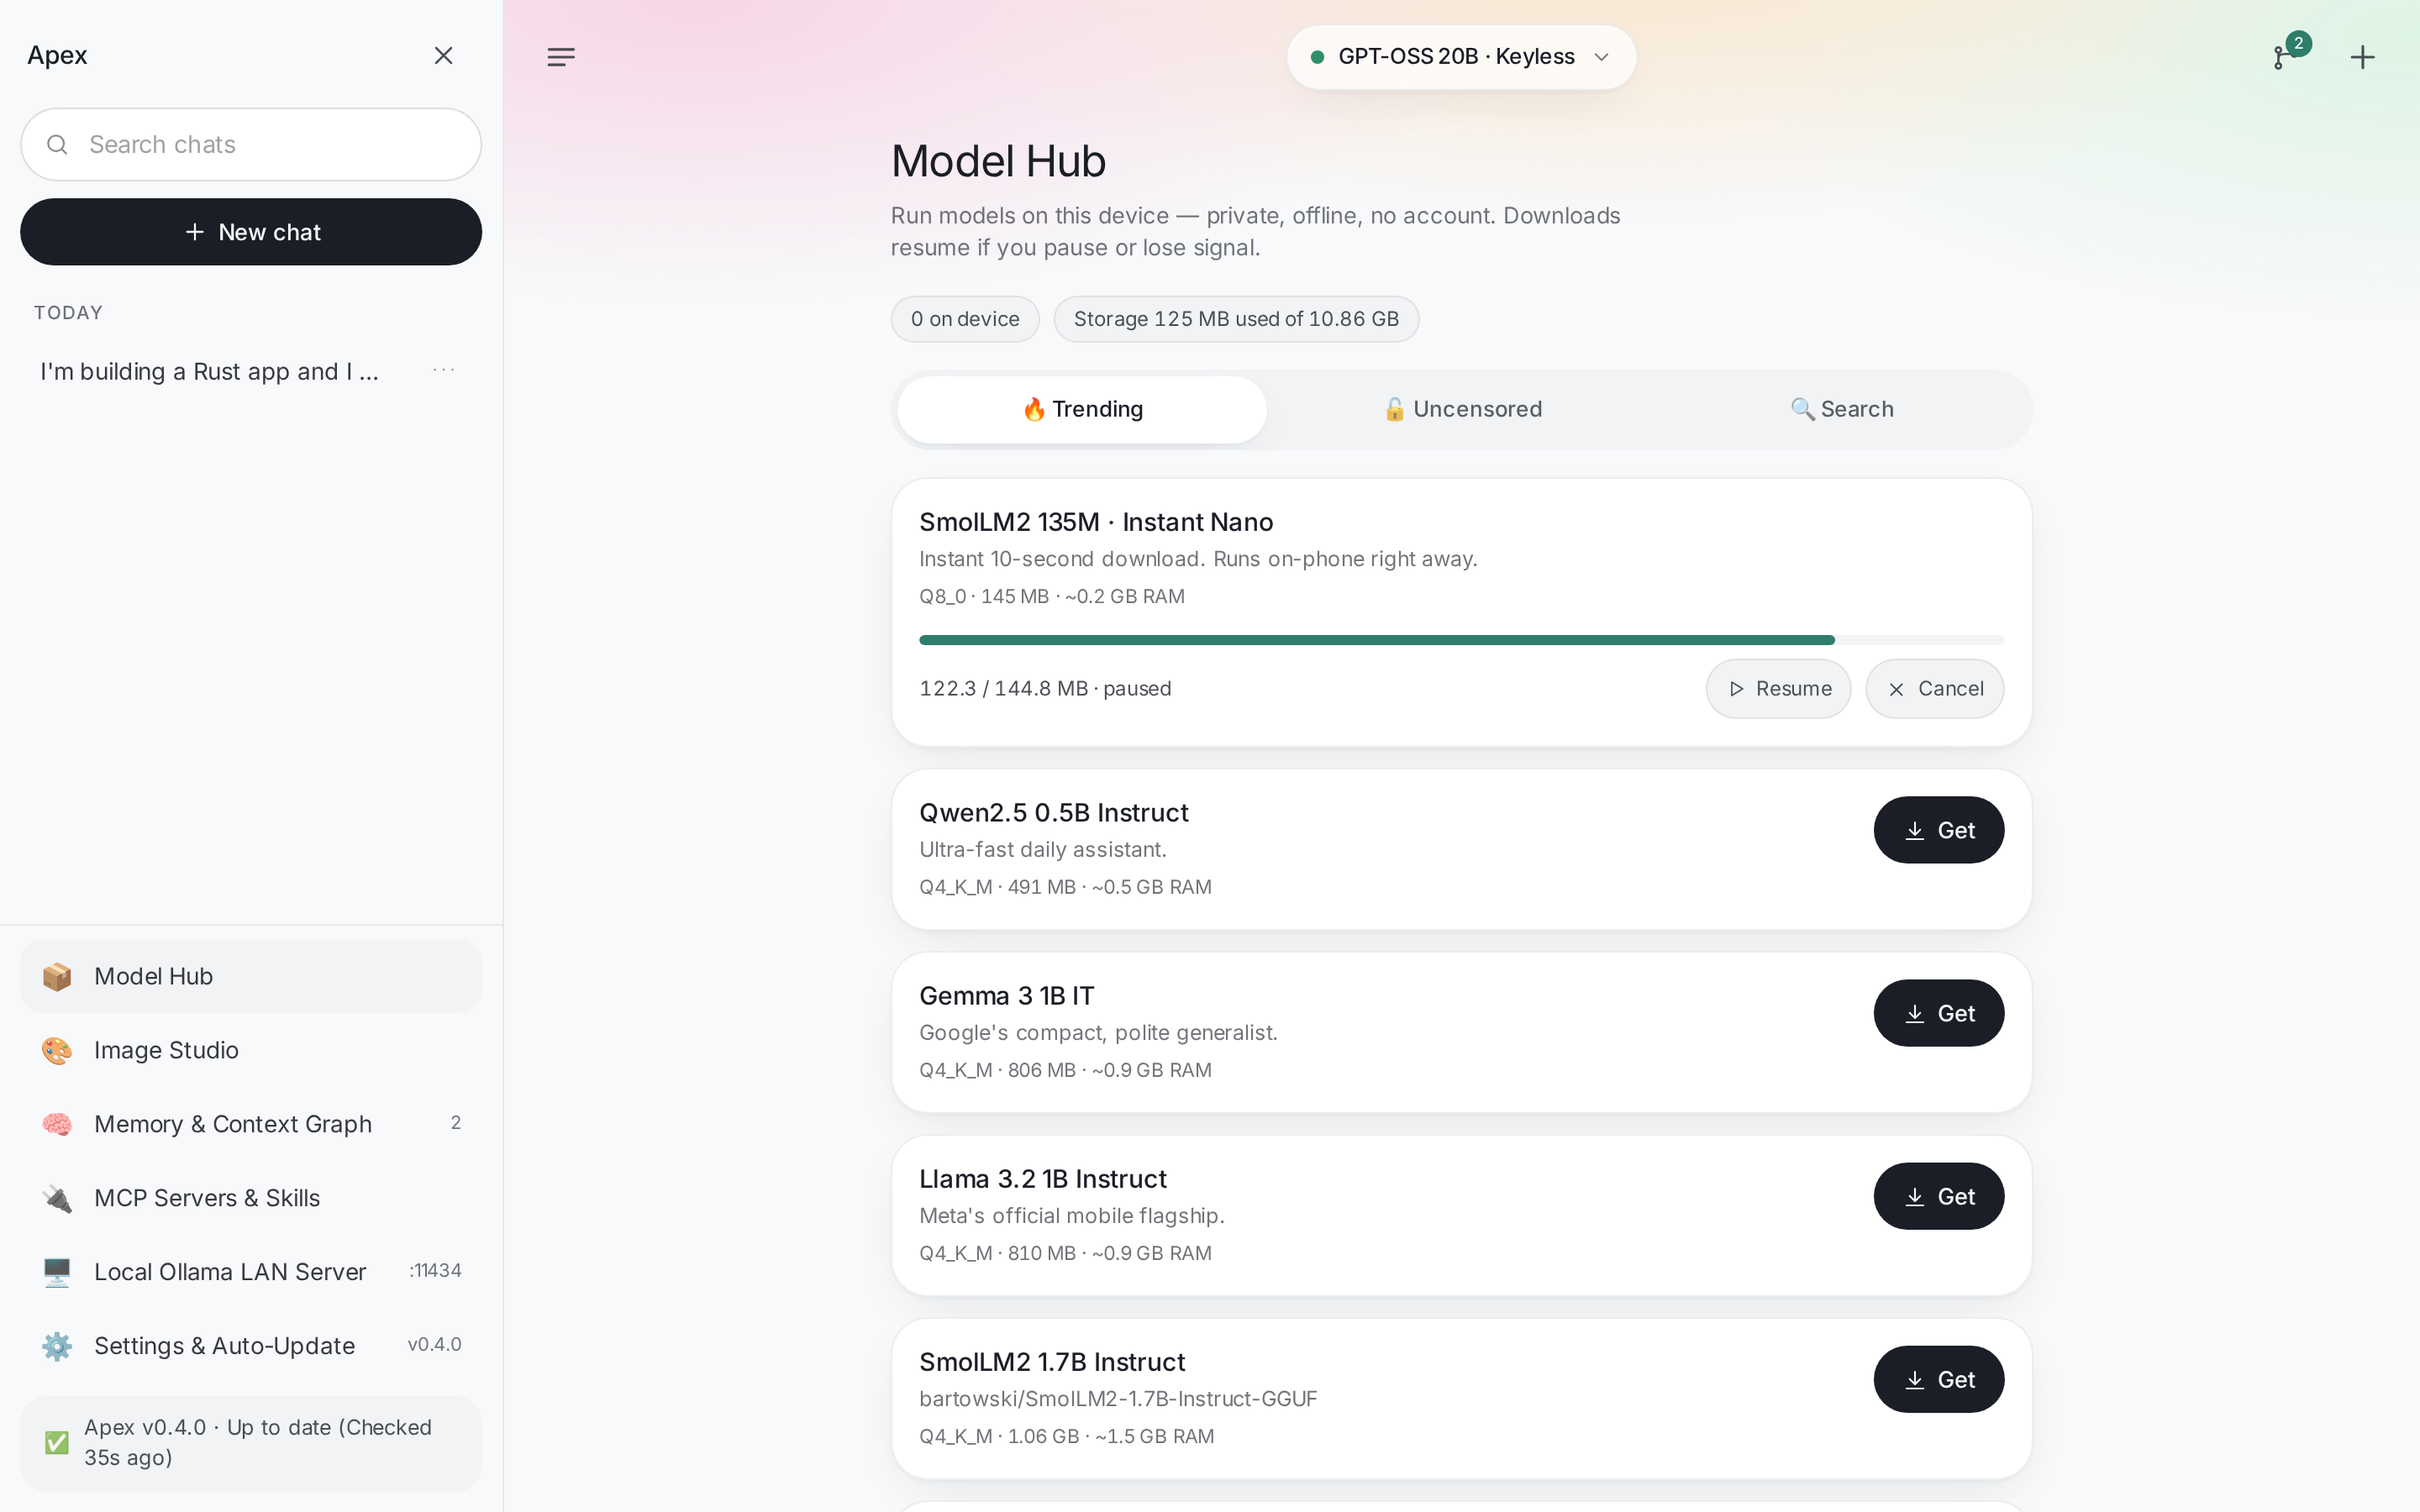 Apex
Search chats
New chat
TODAY
I'm building a Rust app and I ...
Model Hub
Image Studio
Memory & Context Graph 2
MCP Servers & Skills
Local Ollama LAN Server :11434
Settings & Auto-Update v0.4.0
Apex v0.4.0 · Up to date (Checked
35s ago)
GPT-OSS 20B · Keyless
2
Model Hub
Run models on this device — private, offline, no account. Downloads
resume if you pause or lose signal.
0 on device
Storage 125 MB used of 10.86 GB
Trending
Uncensored
Search
SmolLM2 135M · Instant Nano
Instant 10-second download. Runs on-phone right away.
Q8_0 · 145 MB · ~0.2 GB RAM
122.3 / 144.8 MB · paused
Resume
Cancel
Qwen2.5 0.5B Instruct
Ultra-fast daily assistant.
Q4_K_M · 491 MB · ~0.5 GB RAM
Get
Gemma 3 1B IT
Google's compact, polite generalist.
Q4_K_M · 806 MB · ~0.9 GB RAM
Get
Llama 3.2 1B Instruct
Meta's official mobile flagship.
Q4_K_M · 810 MB · ~0.9 GB RAM
Get
SmolLM2 1.7B Instruct
bartowski/SmolLM2-1.7B-Instruct-GGUF
Q4_K_M · 1.06 GB · ~1.5 GB RAM
Get